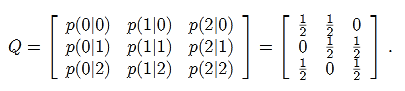 Q = [ p(0|0) p(1|0) p(2|0) ] = [ 1/2 1/2 0 ]
[ p(0|1) p(1|1) p(2|1) ] [ 0 1/2 1/2 ]
[ p(0|2) p(1|2) p(2|2) ] [ 1/2 0 1/2 ] .